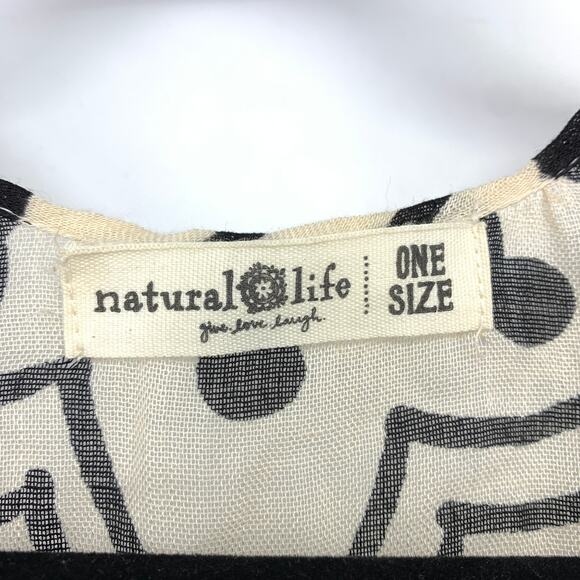 natural life
give. love. laugh.
ONE
SIZE